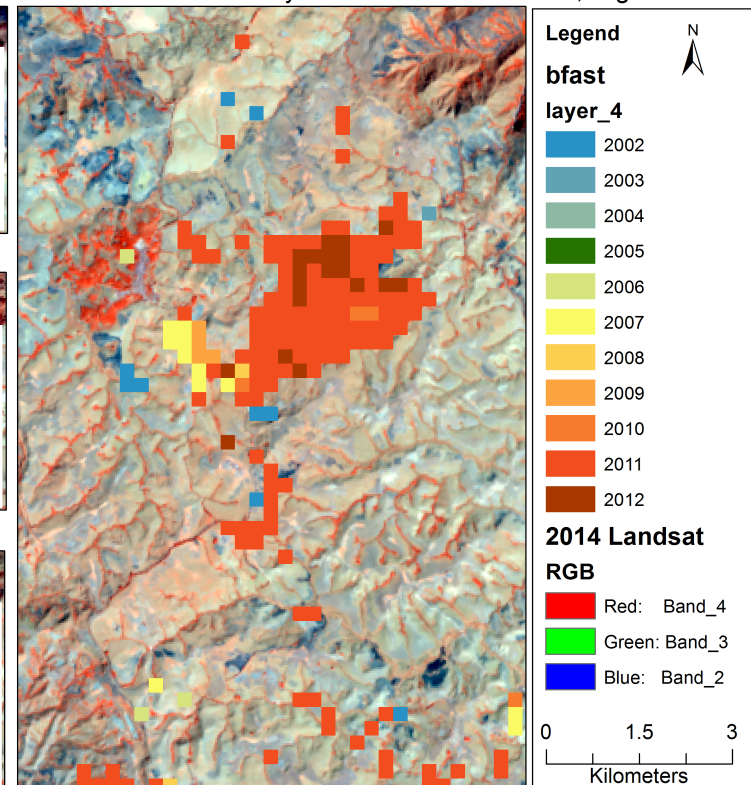 Legend
N
bfast
layer_4
2002
2003
2004
2005
2006
2007
2008
2009
2010
2011
2012
2014 Landsat
RGB
Red: Band_4
Green: Band_3
Blue: Band_2
0 1.5 3
Kilometers